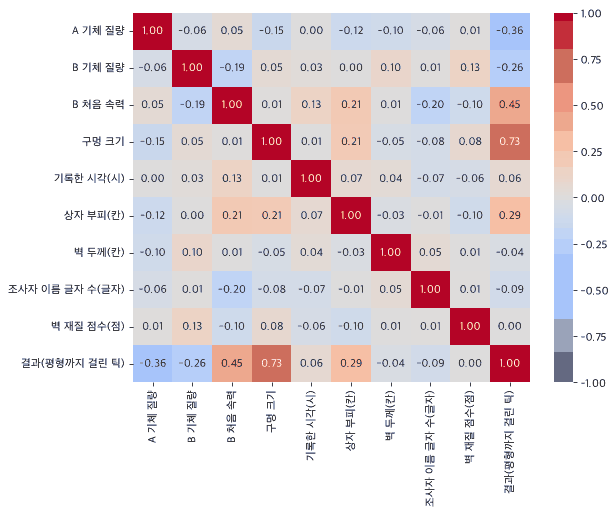 A 기체 질량 1.00 −0.06 0.05 −0.15 0.00 −0.12 −0.10 −0.06 0.01 −0.36
B 기체 질량 −0.06 1.00 −0.19 0.05 0.03 0.00 0.10 0.01 0.13 −0.26
B 처음 속력 0.05 −0.19 1.00 0.01 0.13 0.21 0.01 −0.20 −0.10 0.45
구멍 크기 −0.15 0.05 0.01 1.00 0.01 0.21 −0.05 −0.08 0.08 0.73
기록한 시각(시) 0.00 0.03 0.13 0.01 1.00 0.07 0.04 −0.07 −0.06 0.06
상자 부피(칸) −0.12 0.00 0.21 0.21 0.07 1.00 −0.03 −0.01 −0.10 0.29
벽 두께(칸) −0.10 0.10 0.01 −0.05 0.04 −0.03 1.00 0.05 0.01 −0.04
조사자 이름 글자 수(글자) −0.06 0.01 −0.20 −0.08 −0.07 −0.01 0.05 1.00 0.01 −0.09
벽 재질 점수(점) 0.01 0.13 −0.10 0.08 −0.06 −0.10 0.01 0.01 1.00 0.00
결과(평형까지 걸린 틱) −0.36 −0.26 0.45 0.73 0.06 0.29 −0.04 −0.09 0.00 1.00
A 기체 질량
B 기체 질량
B 처음 속력
구멍 크기
기록한 시각(시)
상자 부피(칸)
벽 두께(칸)
조사자 이름 글자 수(글자)
벽 재질 점수(점)
결과(평형까지 걸린 틱)
1.00
0.75
0.50
0.25
0.00
−0.25
−0.50
−0.75
−1.00